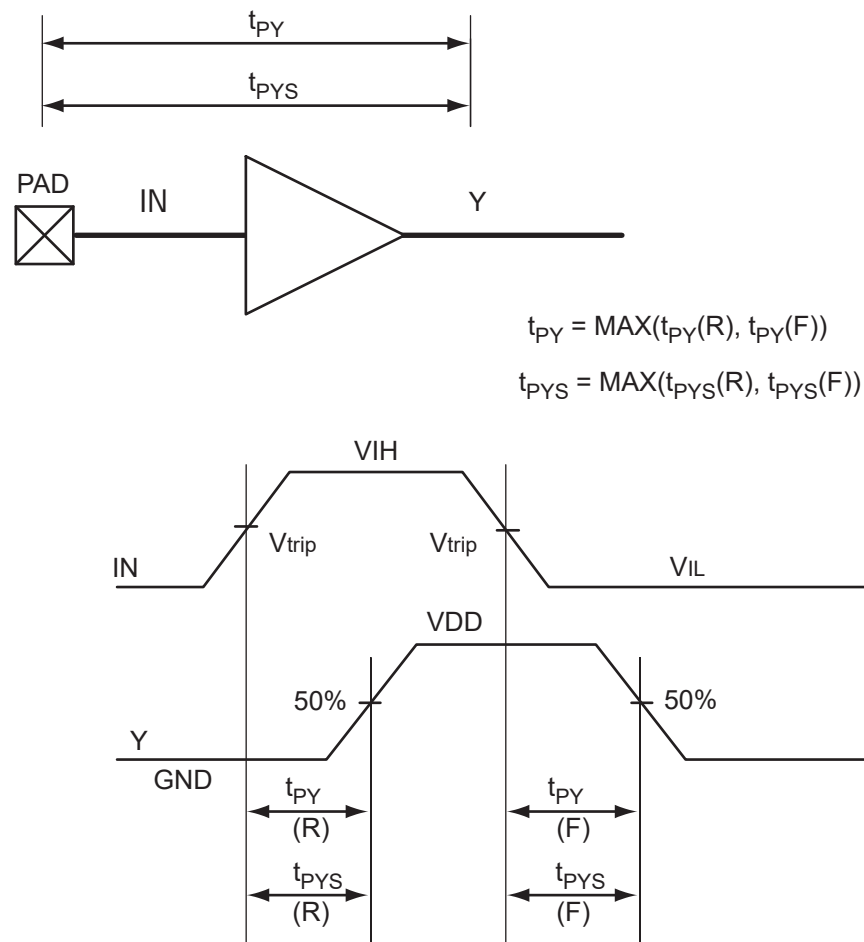 tPY
tPYS
PAD
IN
Y
tPY = MAX(tPY(R), tPY(F))
tPYS = MAX(tPYS(R), tPYS(F))
VIH
Vtrip
Vtrip
IN
VIL
VDD
50%
50%
Y
GND
tPY
(R)
tPY
(F)
tPYS
(R)
tPYS
(F)